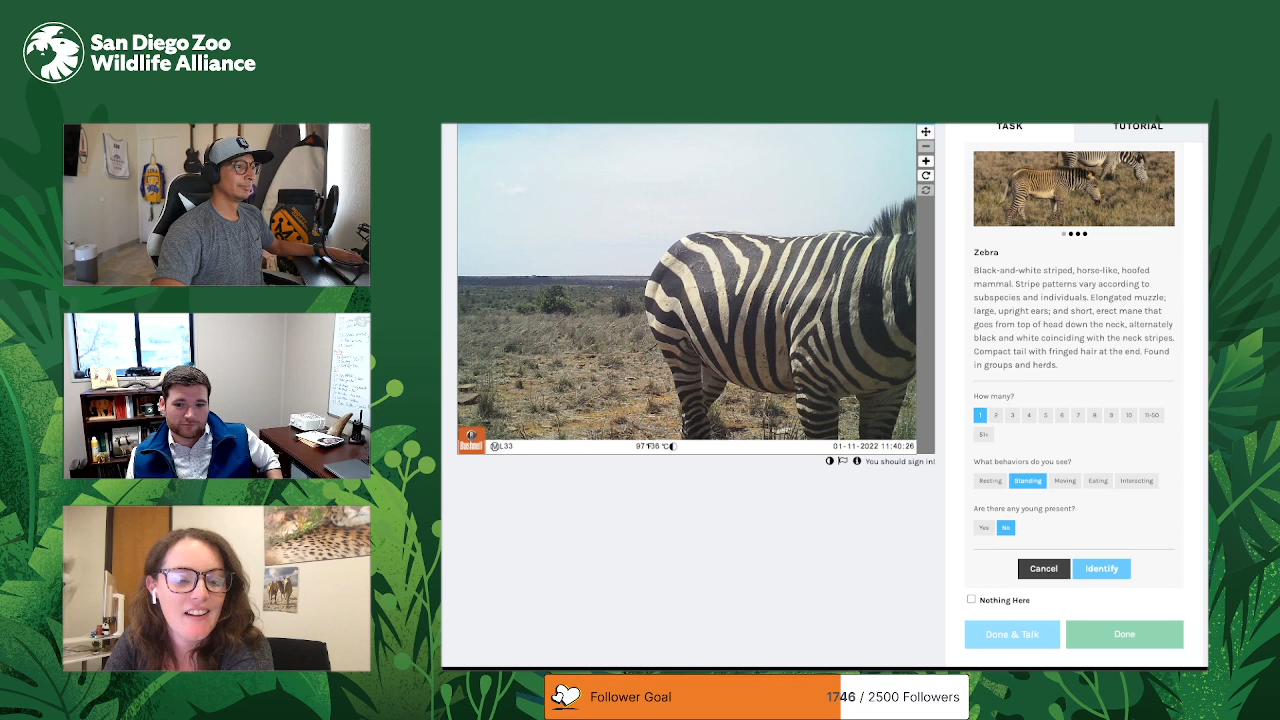 San Diego Zoo
Wildlife Alliance
TASK
TUTORIAL
Zebra
Black-and-white striped, horse-like, hoofed
mammal. Stripe patterns vary according to
subspecies and individuals. Elongated muzzle;
large, upright ears; and short, erect mane that
goes from top of head down the neck, alternately
black and white coinciding with the neck stripes.
Compact tail with fringed hair at the end. Found
in groups and herds.
How many?
1 2 3 4 5 6 7 8 9 10 11-50
51+
What behaviors do you see?
Resting Standing Moving Eating Interacting
Are there any young present?
Yes No
Cancel Identify
Nothing Here
Done & Talk Done
Bushnell
M L33 97°F36°C 01-11-2022 11:40:26
You should sign in!
Follower Goal 1746 / 2500 Followers